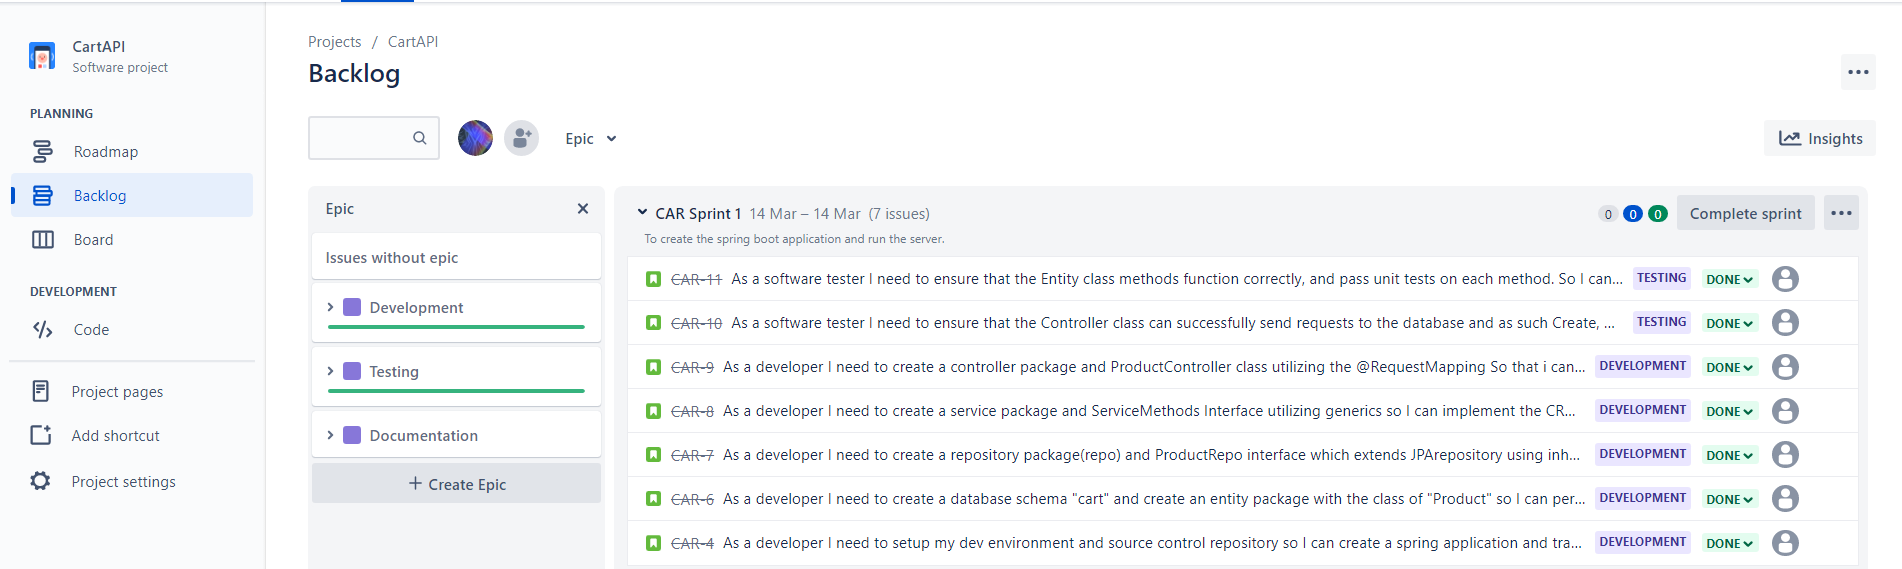 CartAPI
Software project
PLANNING
Roadmap
Backlog
Board
DEVELOPMENT
Code
Project pages
Add shortcut
Project settings
Projects / CartAPI
Backlog
Epic
Insights
Epic
Issues without epic
Development
Testing
Documentation
+ Create Epic
CAR Sprint 1 14 Mar – 14 Mar (7 issues) 0 0 0 Complete sprint
To create the spring boot application and run the server.
CAR-11 As a software tester I need to ensure that the Entity class methods function correctly, and pass unit tests on each method. So I can... TESTING DONE
CAR-10 As a software tester I need to ensure that the Controller class can successfully send requests to the database and as such Create, ... TESTING DONE
CAR-9 As a developer I need to create a controller package and ProductController class utilizing the @RequestMapping So that i can... DEVELOPMENT DONE
CAR-8 As a developer I need to create a service package and ServiceMethods Interface utilizing generics so I can implement the CR... DEVELOPMENT DONE
CAR-7 As a developer I need to create a repository package(repo) and ProductRepo interface which extends JPArepository using inh... DEVELOPMENT DONE
CAR-6 As a developer I need to create a database schema "cart" and create an entity package with the class of "Product" so I can per... DEVELOPMENT DONE
CAR-4 As a developer I need to setup my dev environment and source control repository so I can create a spring application and tra... DEVELOPMENT DONE